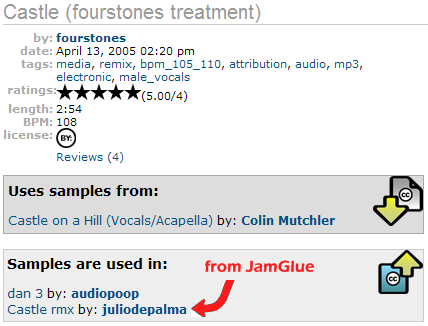 Castle (fourstones treatment)
by: fourstones
date: April 13, 2005 02:20 pm
tags: media, remix, bpm_105_110, attribution, audio, mp3,
electronic, male_vocals
ratings: ★★★★★(5.00/4)
length: 2:54
BPM: 108
license: BY:
Reviews (4)
Uses samples from:
cc
Castle on a Hill (Vocals/Acapella) by: Colin Mutchler
Samples are used in:
from JamGlue
cc
dan 3 by: audiopoop
Castle rmx by: juliodepalma